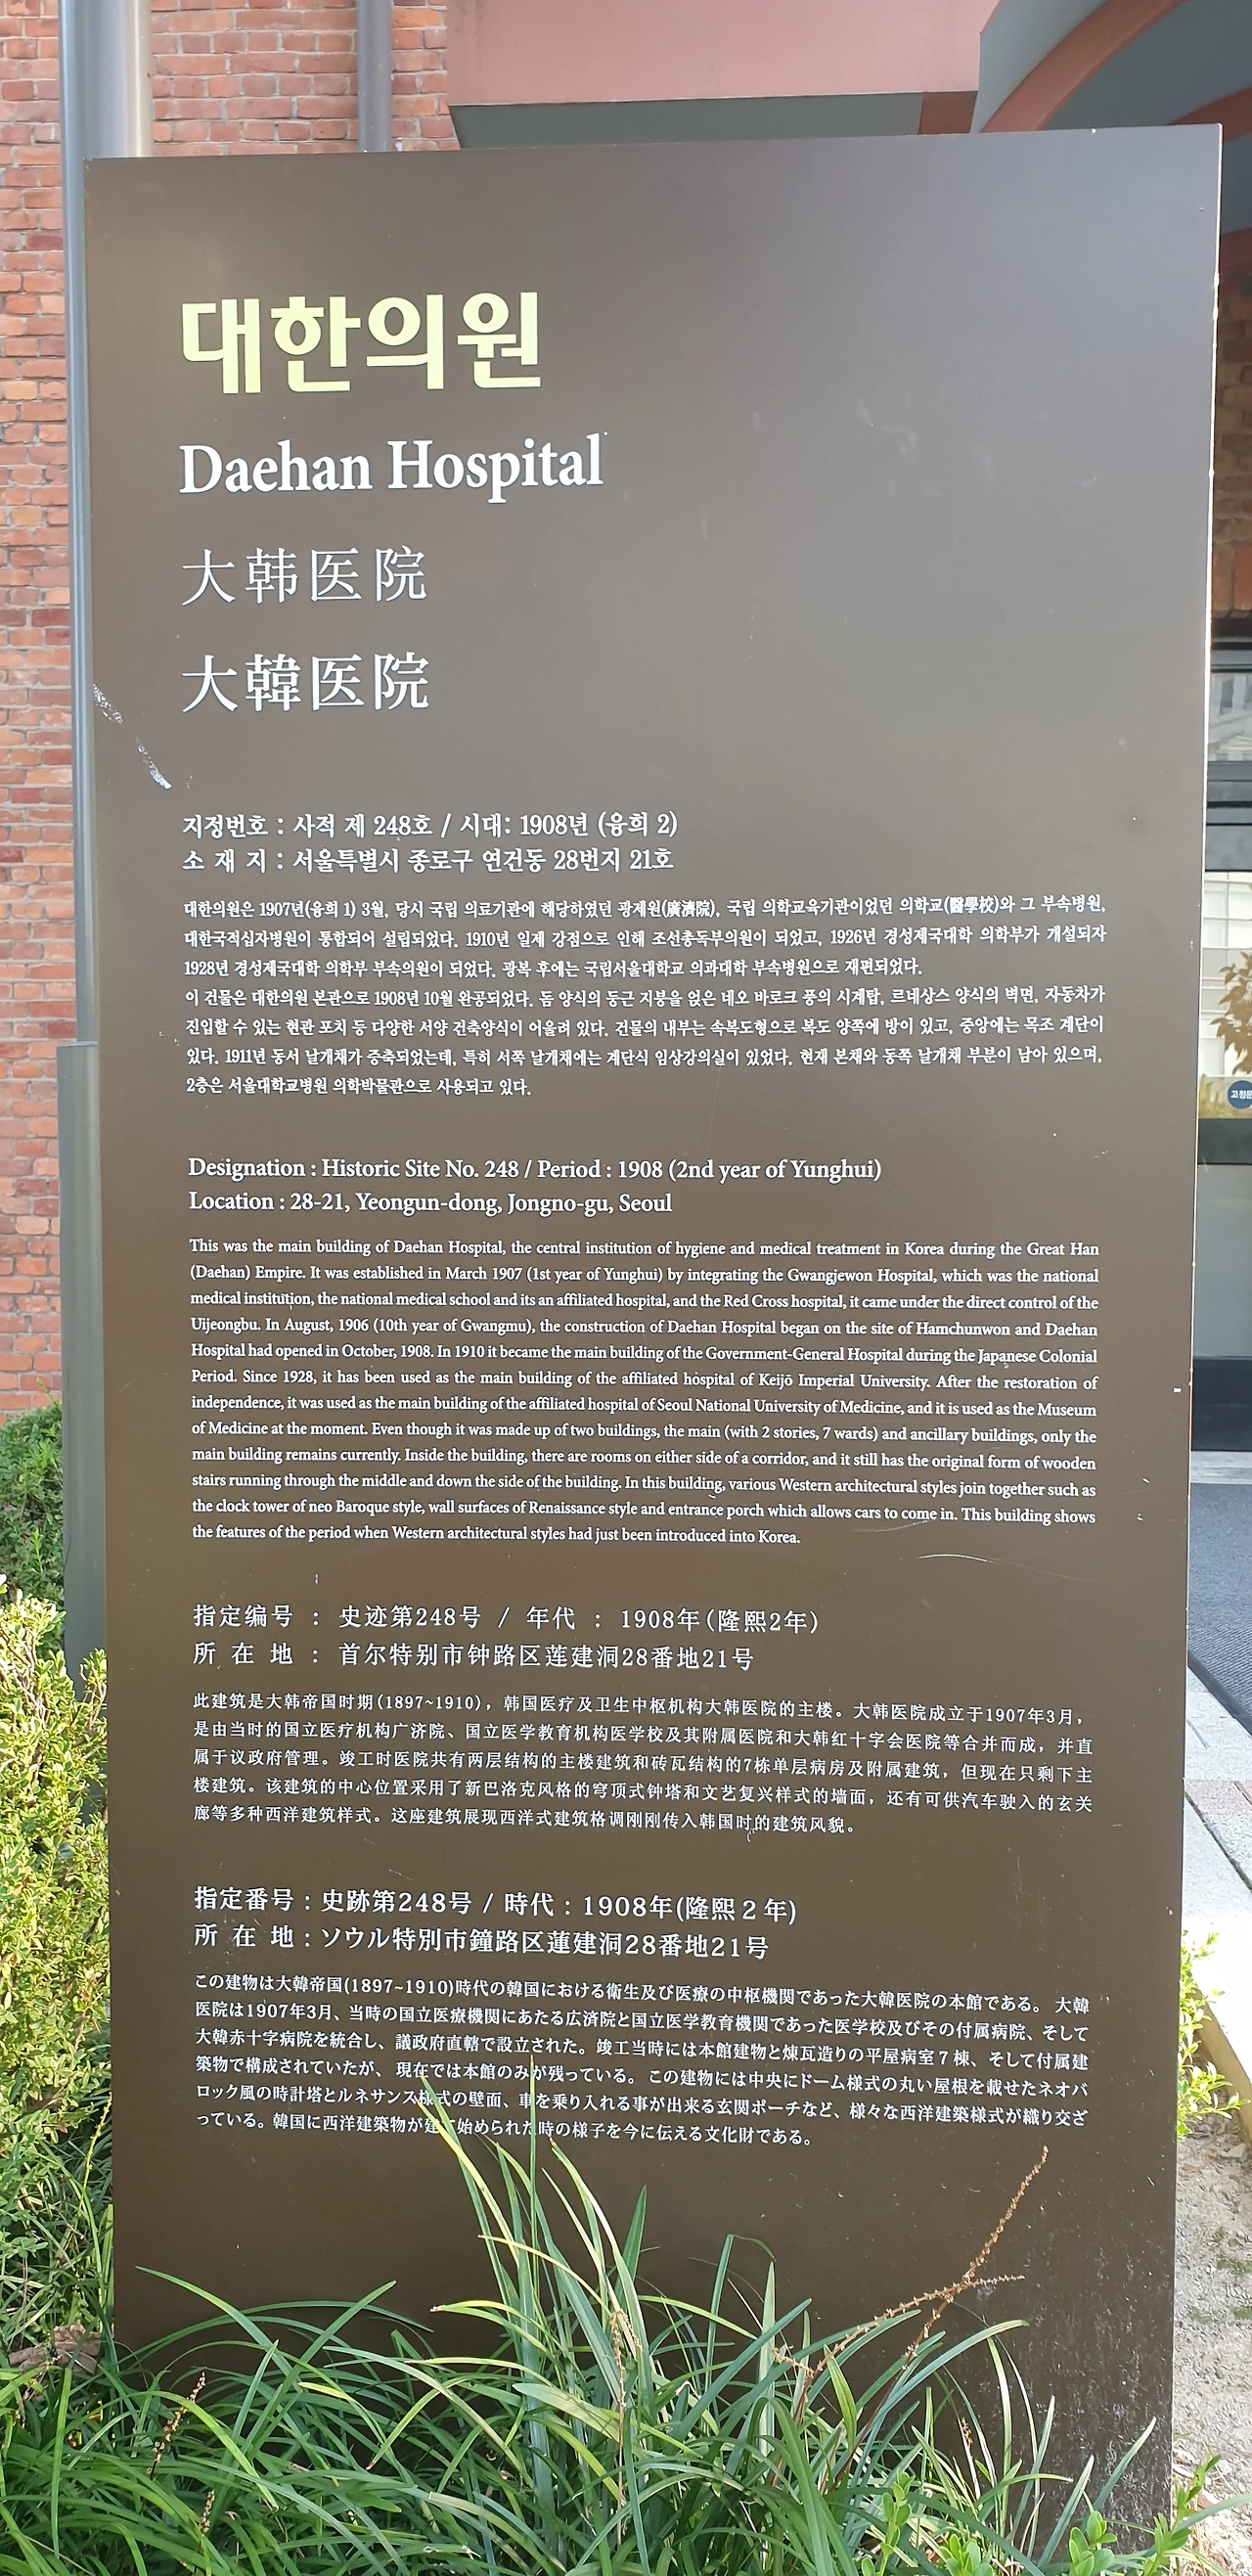 대한의원
Daehan Hospital
大韩医院
大韓医院
지정번호 : 사적 제 248호 / 시대: 1908년 (융희 2)
소 재 지 : 서울특별시 종로구 연건동 28번지 21호
대한의원은 1907년(융희 1) 3월, 당시 국립 의료기관에 해당하였던 광제원(廣濟院), 국립 의학교육기관이었던 의학교(醫學校)와 그 부속병원,
대한국적십자병원이 통합되어 설립되었다. 1910년 일제 강점으로 인해 조선총독부의원이 되었고, 1926년 경성제국대학 의학부가 개설되자
1928년 경성제국대학 의학부 부속의원이 되었다. 광복 후에는 국립서울대학교 의과대학 부속병원으로 재편되었다.
이 건물은 대한의원 본관으로 1908년 10월 완공되었다. 돔 양식의 둥근 지붕을 얹은 네오 바로크 풍의 시계탑, 르네상스 양식의 벽면, 자동차가
진입할 수 있는 현관 포치 등 다양한 서양 건축양식이 어울려 있다. 건물의 내부는 속복도형으로 복도 양쪽에 방이 있고, 중앙에는 목조 계단이
있다. 1911년 동서 날개채가 증축되었는데, 특히 서쪽 날개채에는 계단식 임상강의실이 있었다. 현재 본채와 동쪽 날개채 부분이 남아 있으며,
2층은 서울대학교병원 의학박물관으로 사용되고 있다.
Designation : Historic Site No. 248 / Period : 1908 (2nd year of Yunghui)
Location : 28-21, Yeongun-dong, Jongno-gu, Seoul
This was the main building of Daehan Hospital, the central institution of hygiene and medical treatment in Korea during the Great Han
(Daehan) Empire. It was established in March 1907 (1st year of Yunghui) by integrating the Gwangjewon Hospital, which was the national
medical institution, the national medical school and its an affiliated hospital, and the Red Cross hospital, it came under the direct control of the
Uijeongbu. In August, 1906 (10th year of Gwangmu), the construction of Daehan Hospital began on the site of Hamchunwon and Daehan
Hospital had opened in October, 1908. In 1910 it became the main building of the Government-General Hospital during the Japanese Colonial
Period. Since 1928, it has been used as the main building of the affiliated hospital of Keijō Imperial University. After the restoration of
independence, it was used as the main building of the affiliated hospital of Seoul National University of Medicine, and it is used as the Museum
of Medicine at the moment. Even though it was made up of two buildings, the main (with 2 stories, 7 wards) and ancillary buildings, only the
main building remains currently. Inside the building, there are rooms on either side of a corridor, and it still has the original form of wooden
stairs running through the middle and down the side of the building. In this building, various Western architectural styles join together such as
the clock tower of neo Baroque style, wall surfaces of Renaissance style and entrance porch which allows cars to come in. This building shows
the features of the period when Western architectural styles had just been introduced into Korea.
指定编号 : 史迹第248号 / 年代 : 1908年(隆熙2年)
所 在 地 : 首尔特别市钟路区莲建洞28番地21号
此建筑是大韩帝国时期(1897~1910)，韩国医疗及卫生中枢机构大韩医院的主楼。大韩医院成立于1907年3月，
是由当时的国立医疗机构广济院、国立医学教育机构医学校及其附属医院和大韩红十字会医院等合并而成，并直
属于议政府管理。竣工时医院共有两层结构的主楼建筑和砖瓦结构的7栋单层病房及附属建筑，但现在只剩下主
楼建筑。该建筑的中心位置采用了新巴洛克风格的穹顶式钟塔和文艺复兴样式的墙面，还有可供汽车驶入的玄关
廊等多种西洋建筑样式。这座建筑展现西洋式建筑格调刚刚传入韩国时的建筑风貌。
指定番号 : 史跡第248号 / 時代 : 1908年(隆熙２年)
所 在 地 : ソウル特別市鐘路区蓮建洞28番地21号
この建物は大韓帝国(1897~1910)時代の韓国における衛生及び医療の中枢機関であった大韓医院の本館である。 大韓
医院は1907年3月、当時の国立医療機関にあたる広済院と国立医学教育機関であった医学校及びその付属病院、そして
大韓赤十字病院を統合し、議政府直轄で設立された。竣工当時には本館建物と煉瓦造りの平屋病室７棟、そして付属建
築物で構成されていたが、 現在では本館のみが残っている。 この建物には中央にドーム様式の丸い屋根を載せたネオバ
ロック風の時計塔とルネサンス様式の壁面、車を乗り入れる事が出来る玄関ポーチなど、様々な西洋建築様式が織り交ざ
っている。韓国に西洋建築物が建て始められた時の様子を今に伝える文化財である。